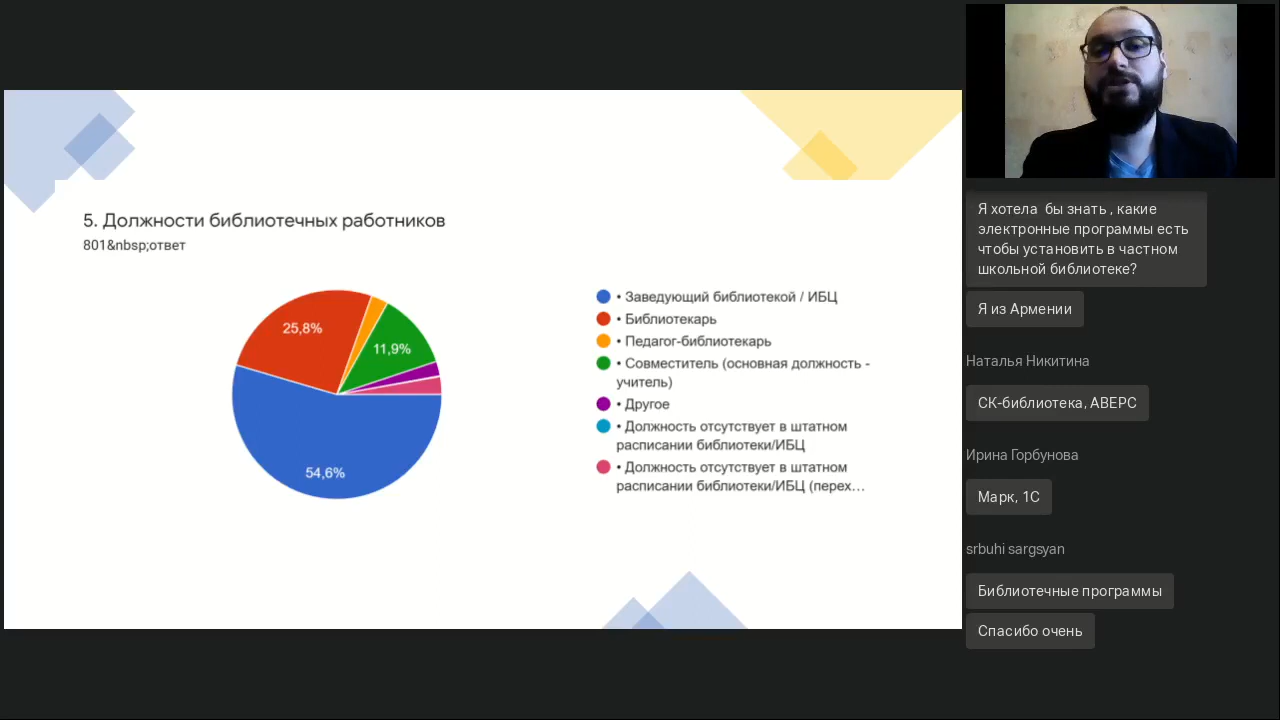 5. Должности библиотечных работников
801&nbsp;ответ
25,8%
11,9%
54,6%
• Заведующий библиотекой / ИБЦ
• Библиотекарь
• Педагог-библиотекарь
• Совместитель (основная должность -
учитель)
• Другое
• Должность отсутствует в штатном
расписании библиотеки/ИБЦ
• Должность отсутствует в штатном
расписании библиотеки/ИБЦ (перех…
Я хотела бы знать , какие
электронные программы есть
чтобы установить в частном
школьной библиотеке?
Я из Армении
Наталья Никитина
СК-библиотека, АВЕРС
Ирина Горбунова
Марк, 1С
srbuhi sargsyan
Библиотечные программы
Спасибо очень